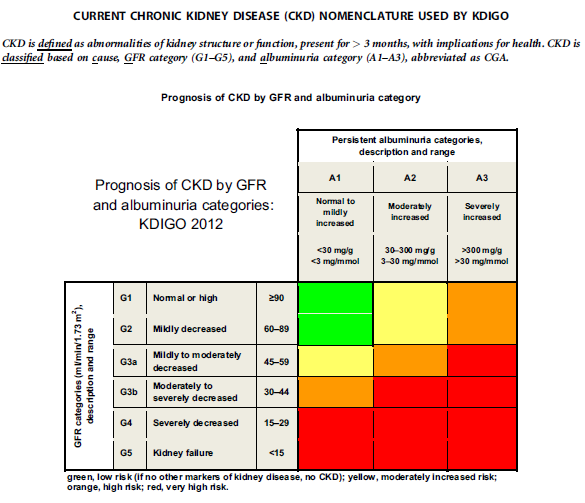 CURRENT CHRONIC KIDNEY DISEASE (CKD) NOMENCLATURE USED BY KDIGO
CKD is defined as abnormalities of kidney structure or function, present for > 3 months, with implications for health. CKD is
classified based on cause, GFR category (G1–G5), and albuminuria category (A1–A3), abbreviated as CGA.
Prognosis of CKD by GFR and albuminuria category
Prognosis of CKD by GFR
and albuminuria categories:
KDIGO 2012
Persistent albuminuria categories,
description and range
A1 A2 A3
Normal to
mildly
increased
Moderately
increased
Severely
increased
<30 mg/g
<3 mg/mmol
30–300 mg/g
3–30 mg/mmol
>300 mg/g
>30 mg/mmol
GFR categories (ml/min/1.73 m²),
description and range
G1 Normal or high ≥90
G2 Mildly decreased 60–89
G3a Mildly to moderately
decreased 45–59
G3b Moderately to
severely decreased 30–44
G4 Severely decreased 15–29
G5 Kidney failure <15
green, low risk (if no other markers of kidney disease, no CKD); yellow, moderately increased risk;
orange, high risk; red, very high risk.